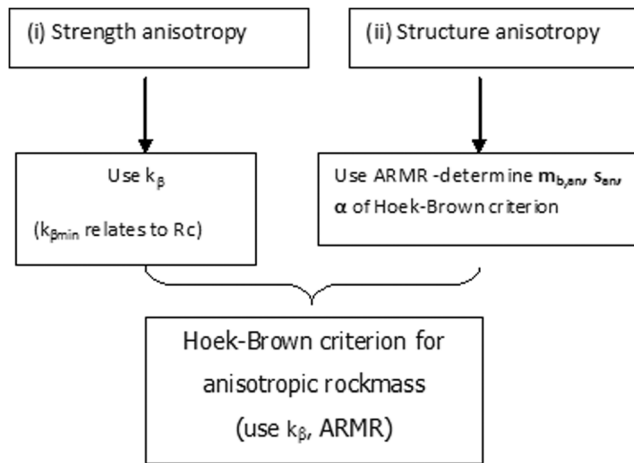 (i) Strength anisotropy
(ii) Structure anisotropy
Use kβ
(kβmin relates to Rc)
Use ARMR -determine mb,an, san,
α of Hoek-Brown criterion
Hoek-Brown criterion for
anisotropic rockmass
(use kβ, ARMR)